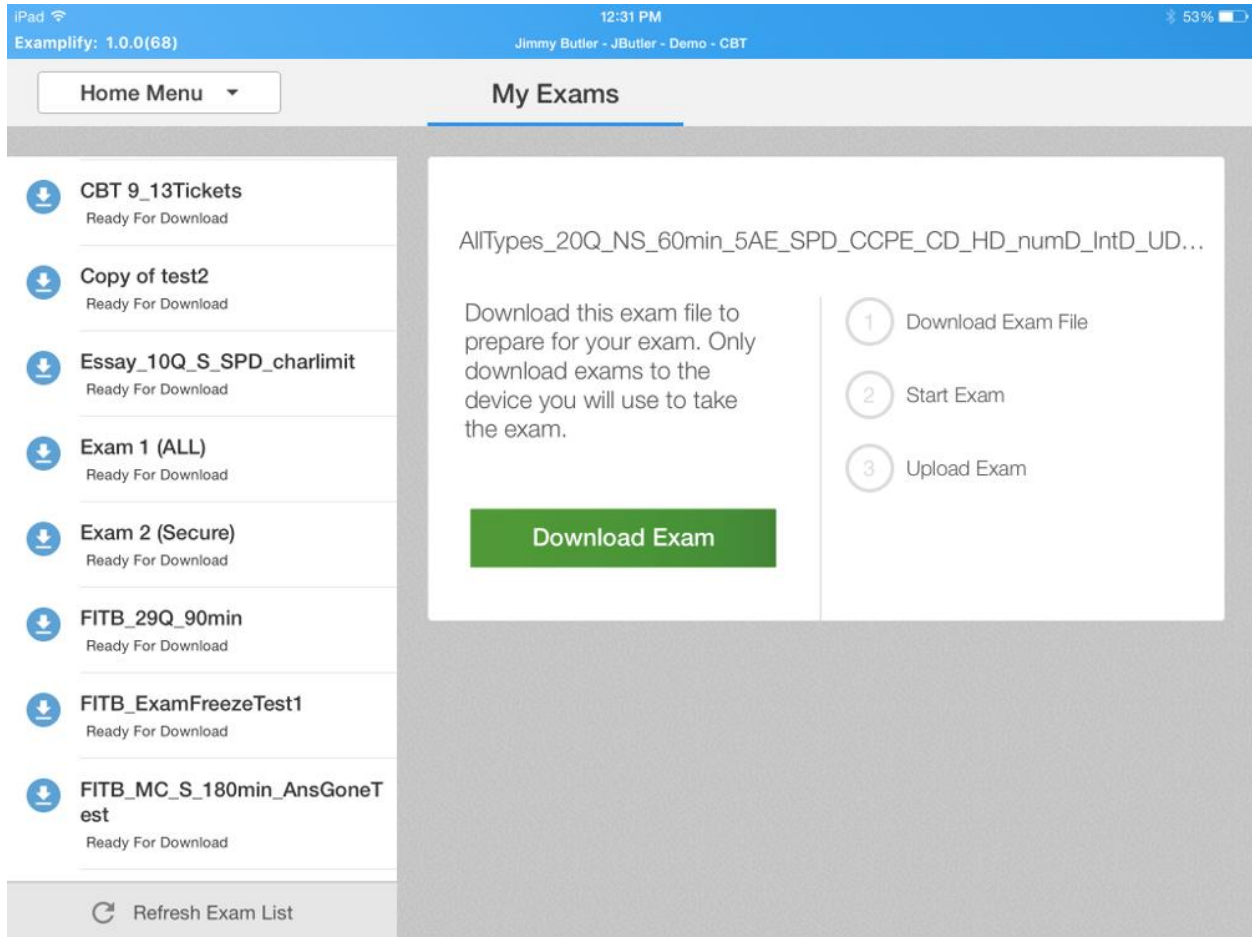 iPad 12:31 PM 53%
Examplify: 1.0.0(68) Jimmy Butler - JButler - Demo - CBT
Home Menu My Exams
CBT 9_13Tickets
Ready For Download
Copy of test2
Ready For Download
Essay_10Q_S_SPD_charlimit
Ready For Download
Exam 1 (ALL)
Ready For Download
Exam 2 (Secure)
Ready For Download
FITB_29Q_90min
Ready For Download
FITB_ExamFreezeTest1
Ready For Download
FITB_MC_S_180min_AnsGoneT
est
Ready For Download
Refresh Exam List
AllTypes_20Q_NS_60min_5AE_SPD_CCPE_CD_HD_numD_IntD_UD...
Download this exam file to
prepare for your exam. Only
download exams to the
device you will use to take
the exam.
Download Exam
1 Download Exam File
2 Start Exam
3 Upload Exam